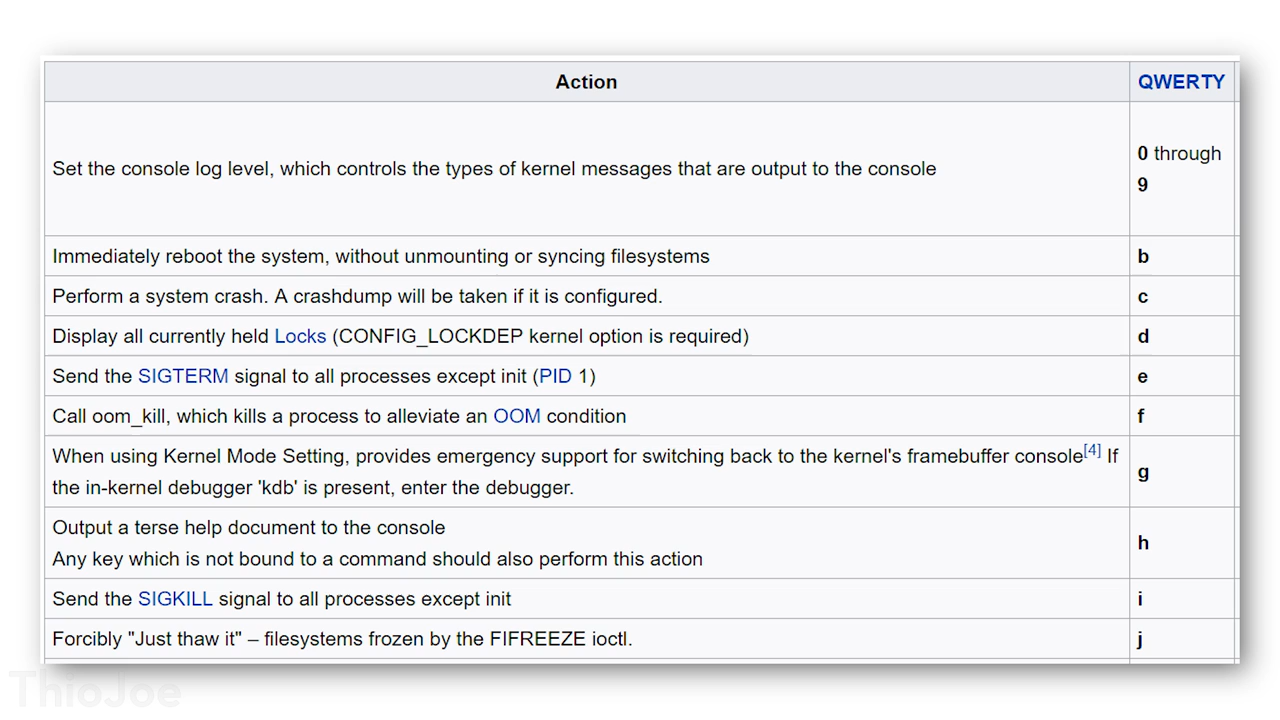 Action
QWERTY
Set the console log level, which controls the types of kernel messages that are output to the console
0 through
9
Immediately reboot the system, without unmounting or syncing filesystems
b
Perform a system crash. A crashdump will be taken if it is configured.
c
Display all currently held Locks (CONFIG_LOCKDEP kernel option is required)
d
Send the SIGTERM signal to all processes except init (PID 1)
e
Call oom_kill, which kills a process to alleviate an OOM condition
f
When using Kernel Mode Setting, provides emergency support for switching back to the kernel's framebuffer console[4] If
the in-kernel debugger 'kdb' is present, enter the debugger.
g
Output a terse help document to the console
Any key which is not bound to a command should also perform this action
h
Send the SIGKILL signal to all processes except init
i
Forcibly "Just thaw it" – filesystems frozen by the FIFREEZE ioctl.
j
ThioJoe